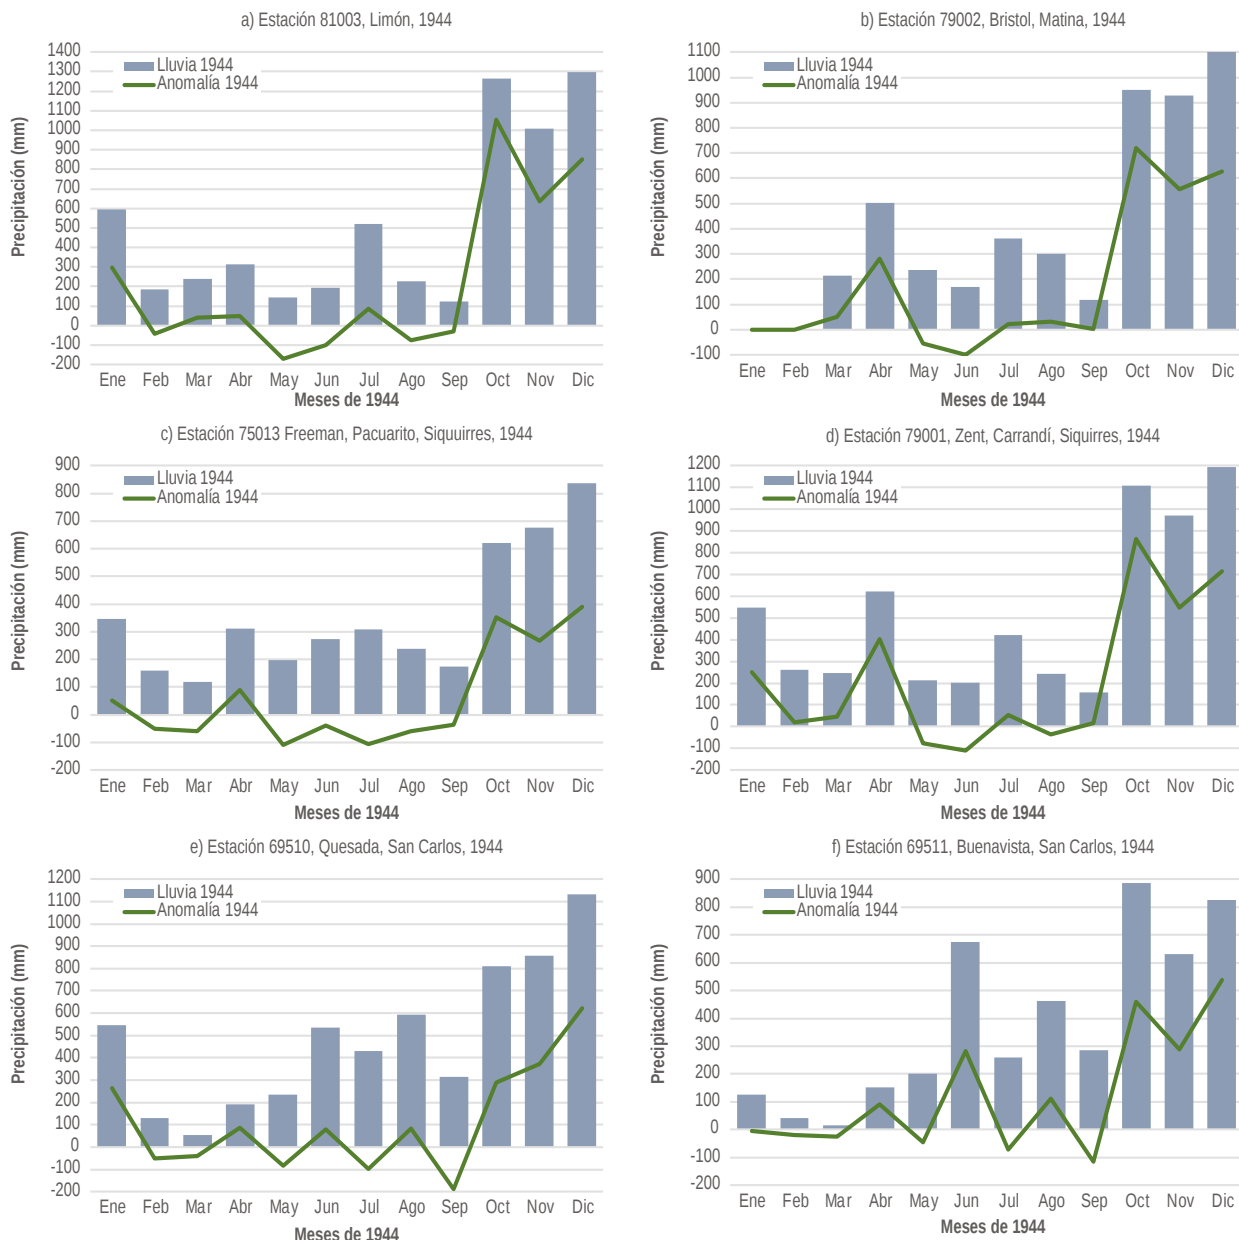 a) Estación 81003, Limón, 1944
1400
1300
1200
1100
1000
900
800
700
600
500
400
300
200
100
0
-100
-200
Precipitación (mm)
Lluvia 1944
Anomalía 1944
Ene Feb Mar Abr May Jun Jul Ago Sep Oct Nov Dic
Meses de 1944
b) Estación 79002, Bristol, Matina, 1944
1100
1000
900
800
700
600
500
400
300
200
100
0
-100
Precipitación (mm)
Lluvia 1944
Anomalía 1944
Ene Feb Mar Abr May Jun Jul Ago Sep Oct Nov Dic
Meses de 1944
c) Estación 75013 Freeman, Pacuarito, Siquuirres, 1944
900
800
700
600
500
400
300
200
100
0
-100
-200
Precipitación (mm)
Lluvia 1944
Anomalía 1944
Ene Feb Mar Abr May Jun Jul Ago Sep Oct Nov Dic
Meses de 1944
d) Estación 79001, Zent, Carrandí, Siquirres, 1944
1200
1100
1000
900
800
700
600
500
400
300
200
100
0
-100
-200
Precipitación (mm)
Lluvia 1944
Anomalía 1944
Ene Feb Mar Abr May Jun Jul Ago Sep Oct Nov Dic
Meses de 1944
e) Estación 69510, Quesada, San Carlos, 1944
1200
1100
1000
900
800
700
600
500
400
300
200
100
0
-100
-200
Precipitación (mm)
Lluvia 1944
Anomalía 1944
Ene Feb Mar Abr May Jun Jul Ago Sep Oct Nov Dic
Meses de 1944
f) Estación 69511, Buenavista, San Carlos, 1944
900
800
700
600
500
400
300
200
100
0
-100
-200
Precipitación (mm)
Lluvia 1944
Anomalía 1944
Ene Feb Mar Abr May Jun Jul Ago Sep Oct Nov Dic
Meses de 1944